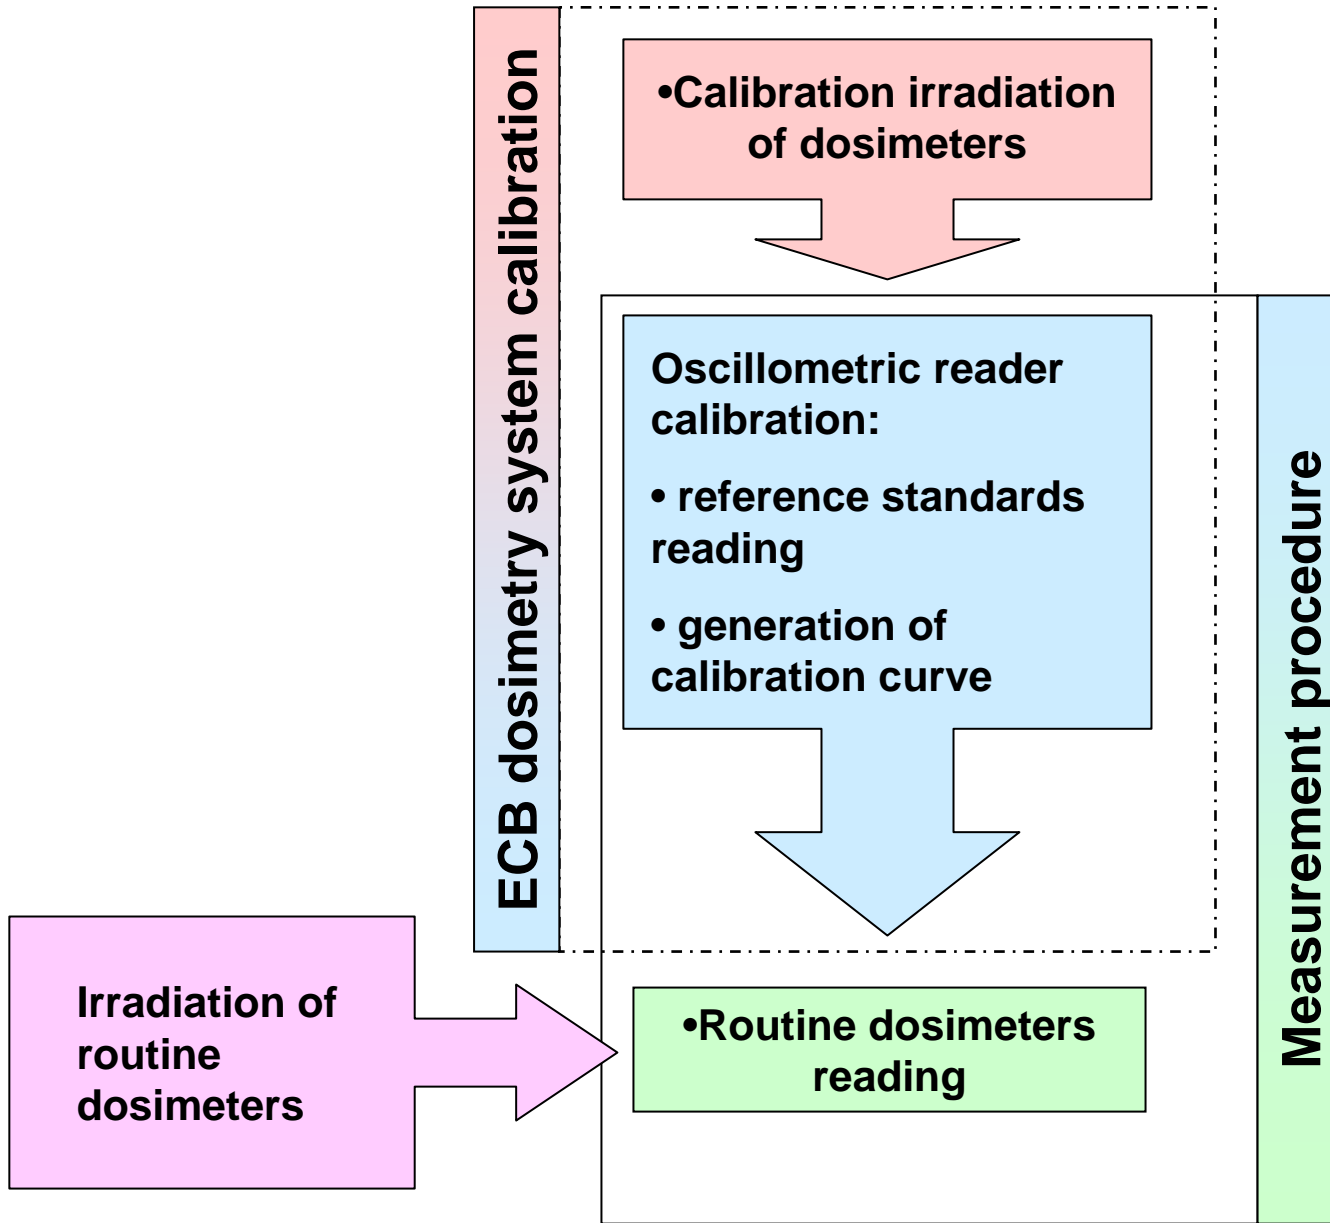 ECB dosimetry system calibration
•Calibration irradiation
of dosimeters
Oscillometric reader
calibration:
• reference standards
reading
• generation of
calibration curve
Measurement procedure
Irradiation of
routine
dosimeters
•Routine dosimeters
reading